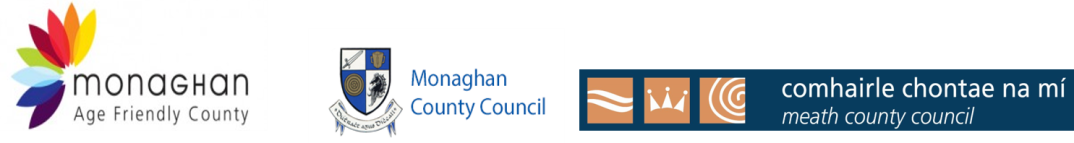 monaghan
Age Friendly County
Monaghan
County Council
comhairle chontae na mí
meath county council